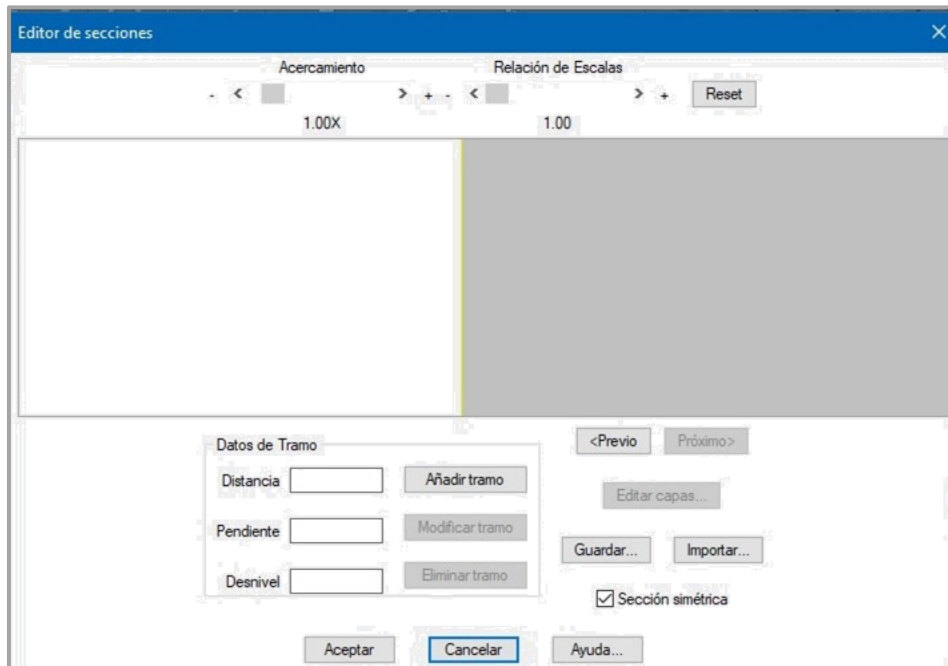 Editor de secciones
Acercamiento Relación de Escalas
- < > + - < > + Reset
1.00X 1.00
Datos de Tramo <Previo Próximo>
Distancia Añadir tramo Editar capas...
Pendiente Modificar tramo Guardar... Importar...
Desnivel Eliminar tramo Sección simétrica
Aceptar Cancelar Ayuda...